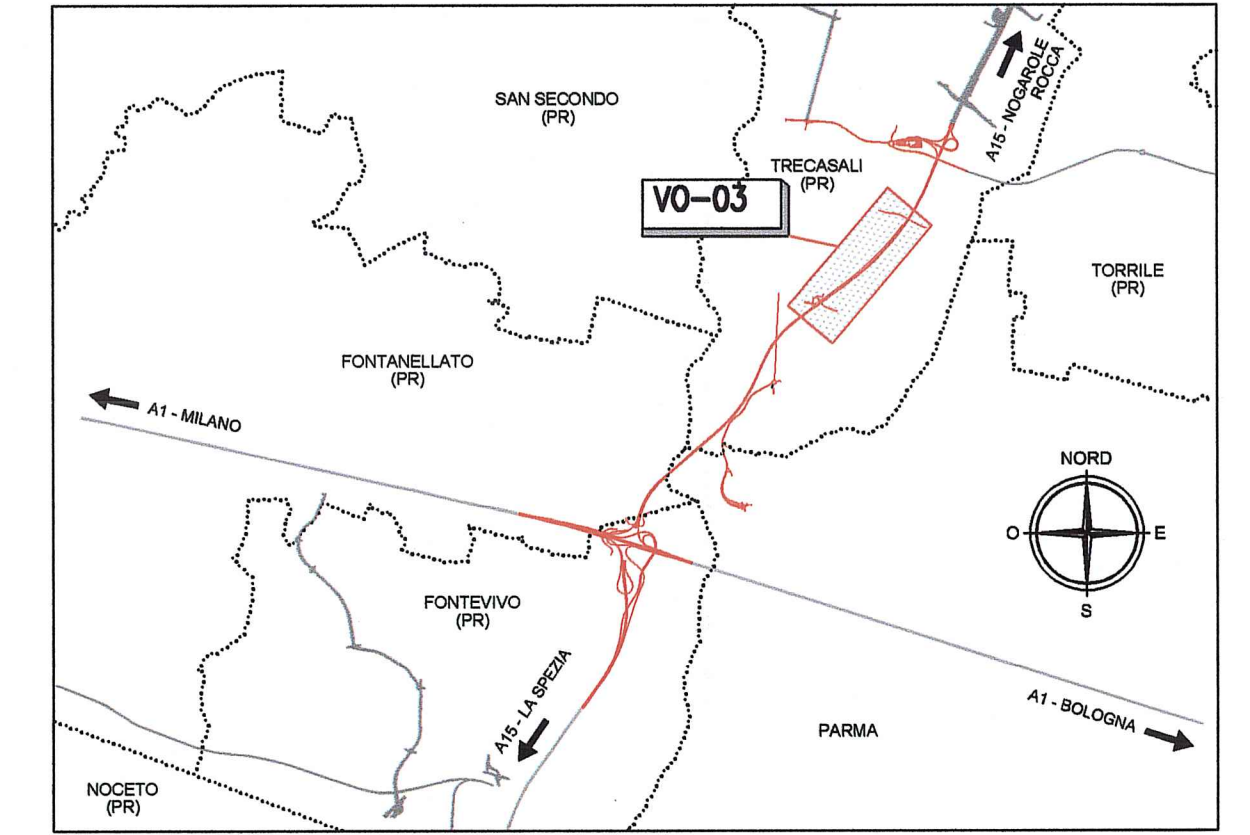 SAN SECONDO
(PR)
A15 - NOGAROLE
ROCCA
TRECASALI
(PR)
VO-03
TORRILE
(PR)
FONTANELLATO
(PR)
A1 - MILANO
NORD
O
E
S
FONTEVIVO
(PR)
A15 - LA SPEZIA
A1 - BOLOGNA
PARMA
NOCETO
(PR)